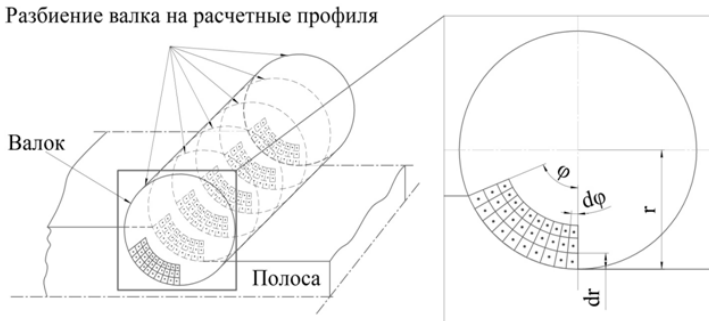 Разбиение валка на расчетные профиля
Валок
Полоса
φ
dφ
r
dr